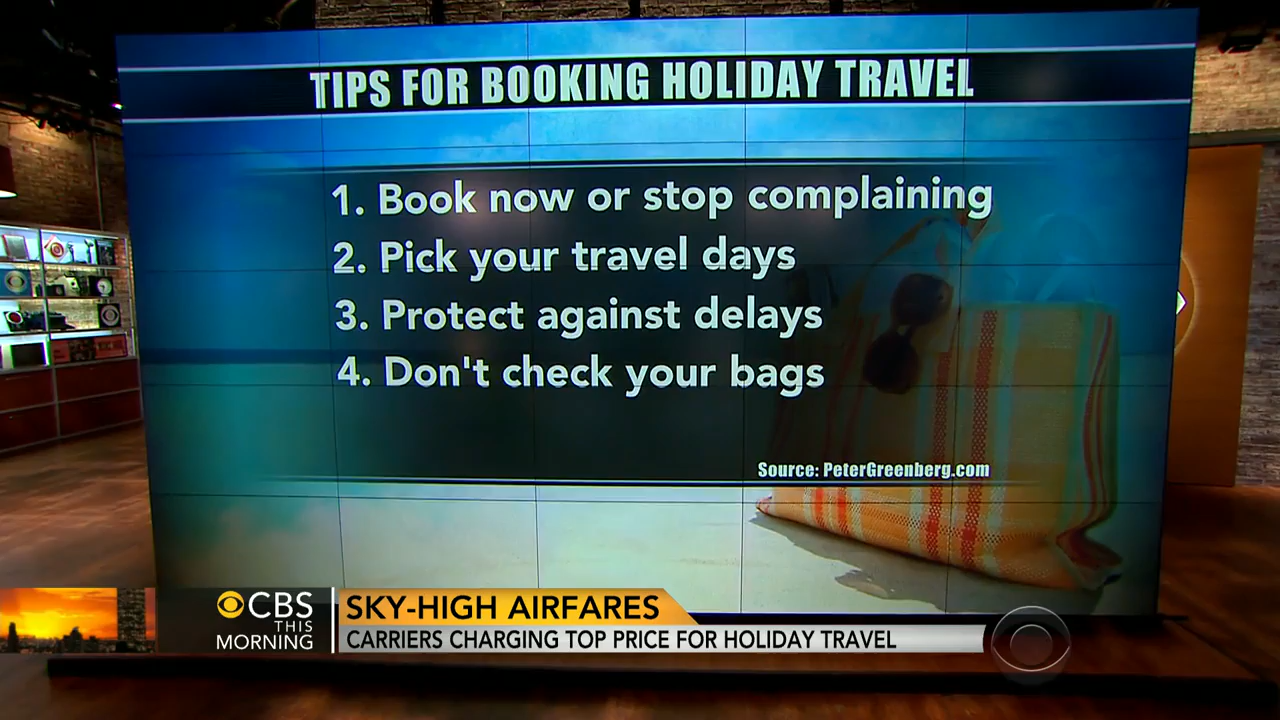 TIPS FOR BOOKING HOLIDAY TRAVEL
1. Book now or stop complaining
2. Pick your travel days
3. Protect against delays
4. Don't check your bags
Source: PeterGreenberg.com
CBS
THIS
MORNING
SKY-HIGH AIRFARES
CARRIERS CHARGING TOP PRICE FOR HOLIDAY TRAVEL